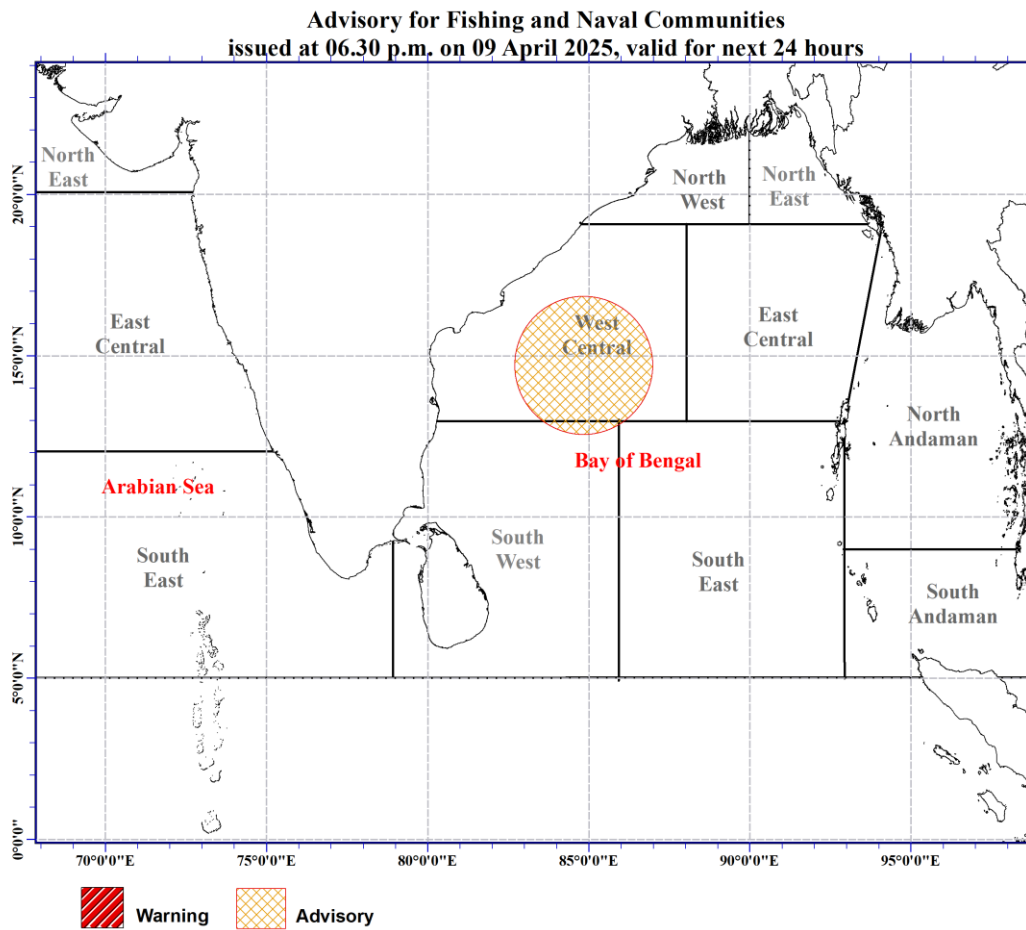 Advisory for Fishing and Naval Communities
issued at 06.30 p.m. on 09 April 2025, valid for next 24 hours
North
East
North
West
North
East
East
Central
West
Central
East
Central
North
Andaman
Arabian Sea
Bay of Bengal
South
East
South
West
South
East
South
Andaman
20°0'0"N
15°0'0"N
10°0'0"N
5°0'0"N
0°0'0"
70°0'0"E
75°0'0"E
80°0'0"E
85°0'0"E
90°0'0"E
95°0'0"E
Warning
Advisory